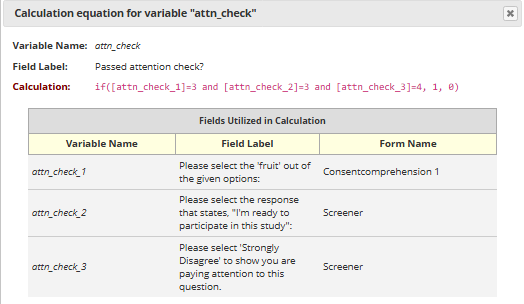 Calculation equation for variable "attn_check"
Variable Name: attn_check
Field Label: Passed attention check?
Calculation: if([attn_check_1]=3 and [attn_check_2]=3 and [attn_check_3]=4, 1, 0)
Fields Utilized in Calculation
Variable Name Field Label Form Name
attn_check_1 Please select the 'fruit' out of the given options: Consentcomprehension 1
attn_check_2 Please select the response that states, "I'm ready to participate in this study": Screener
attn_check_3 Please select 'Strongly Disagree' to show you are paying attention to this question. Screener